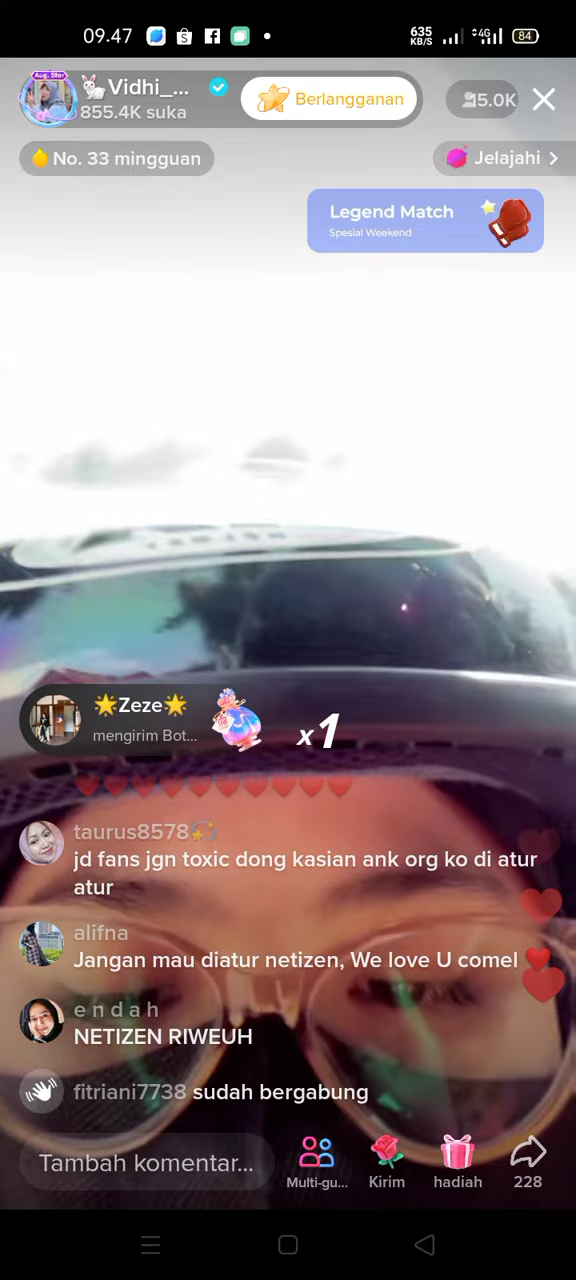 09.47
635 KB/S
4G
84
Aug. Star
Vidhi_...
855.4K suka
Berlangganan
15.0K
No. 33 mingguan
Jelajahi
Legend Match
Spesial Weekend
Zeze
mengirim Bot...
x1
taurus8578
jd fans jgn toxic dong kasian ank org ko di atur
atur
alifna
Jangan mau diatur netizen, We love U comel
e n d a h
NETIZEN RIWEUH
fitriani7738 sudah bergabung
Tambah komentar...
Multi-gu...
Kirim
hadiah
228